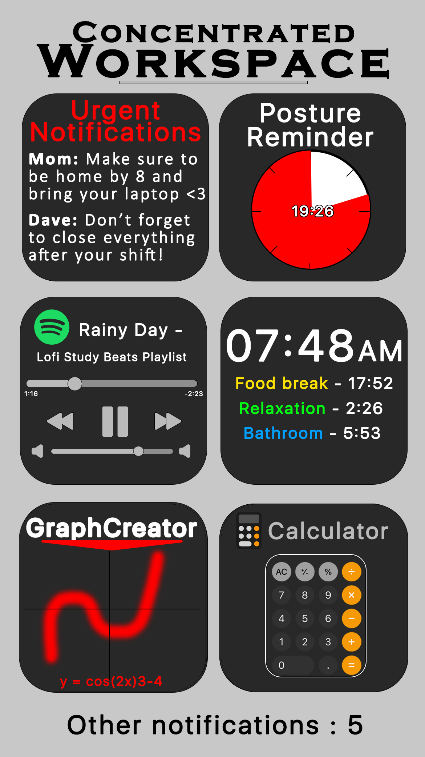 CONCENTRATED
WORKSPACE
Urgent
Notifications
Mom: Make sure to
be home by 8 and
bring your laptop <3
Dave: Don't forget
to close everything
after your shift!
Posture
Reminder
19:26
Rainy Day -
Lofi Study Beats Playlist
1:16
-2:23
07:48AM
Food break - 17:52
Relaxation - 2:26
Bathroom - 5:53
GraphCreator
y = cos(2x)3-4
Calculator
AC +/- % ÷
7 8 9 ×
4 5 6 −
1 2 3 +
0 . =
Other notifications : 5